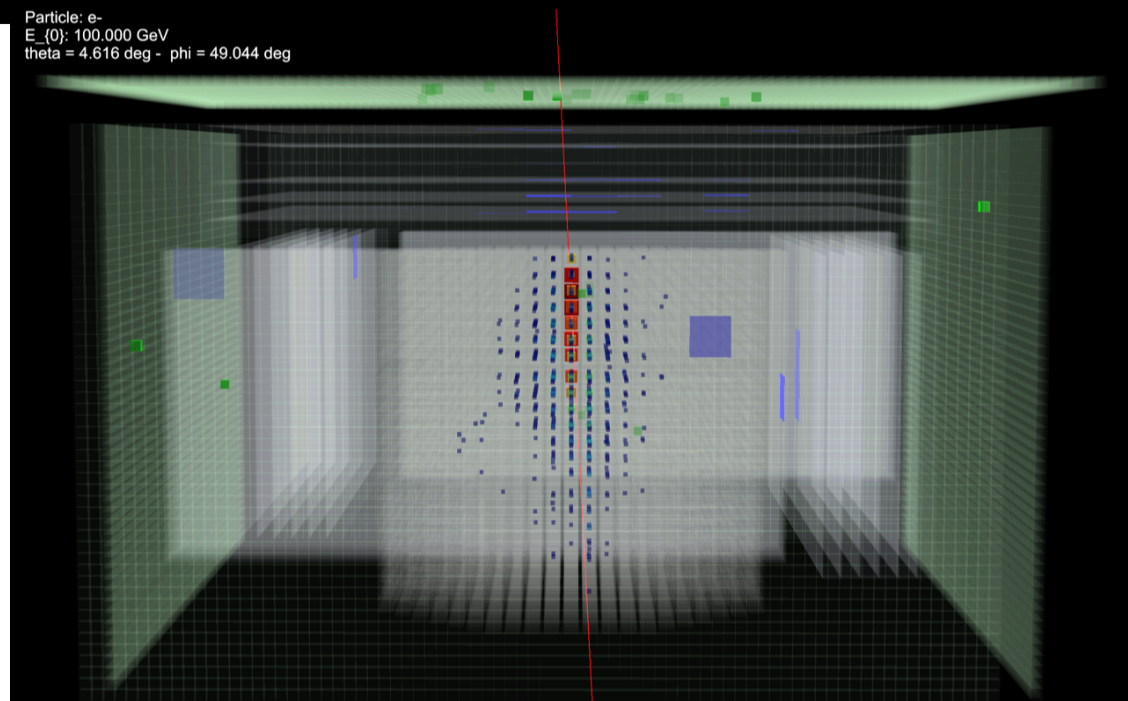 Particle: e-
E_{0}: 100.000 GeV
theta = 4.616 deg -  phi = 49.044 deg